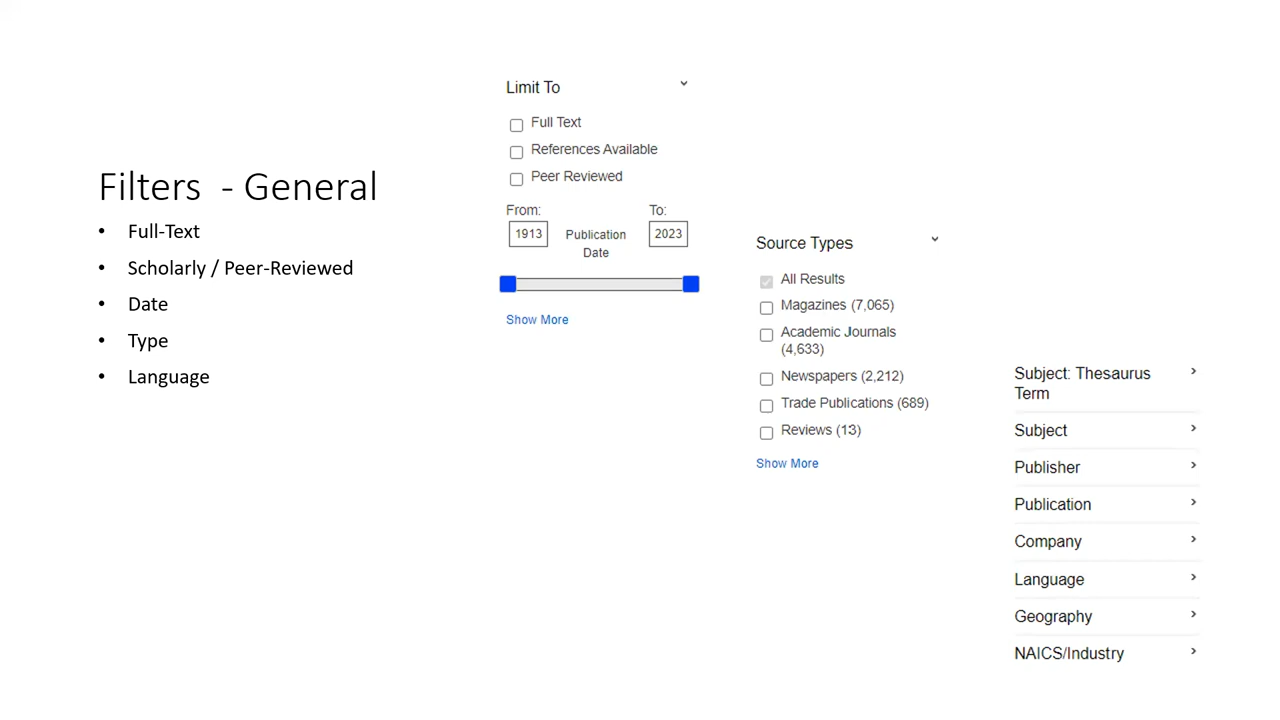 Filters - General
• Full-Text
• Scholarly / Peer-Reviewed
• Date
• Type
• Language
Limit To
Full Text
References Available
Peer Reviewed
From:
To:
1913
Publication
Date
2023
Show More
Source Types
All Results
Magazines (7,065)
Academic Journals
(4,633)
Newspapers (2,212)
Trade Publications (689)
Reviews (13)
Show More
Subject: Thesaurus
Term
Subject
Publisher
Publication
Company
Language
Geography
NAICS/Industry